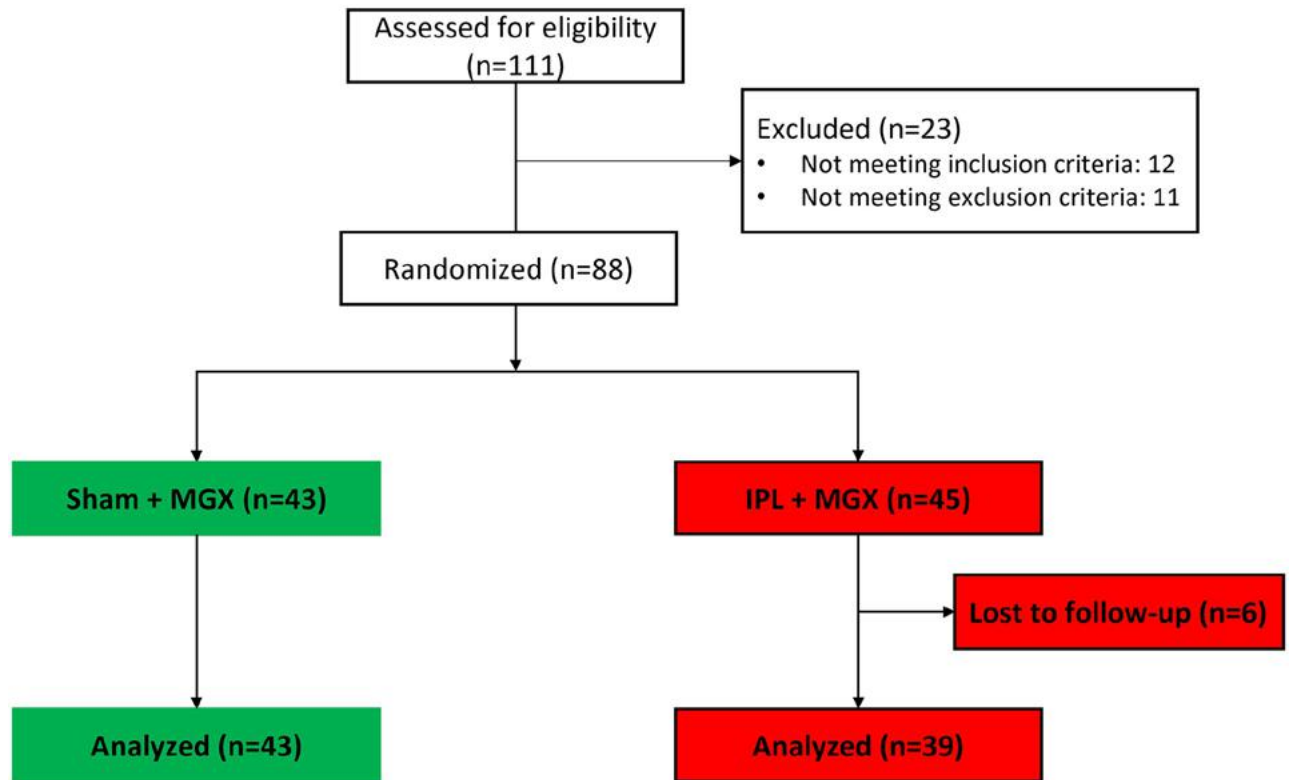 Assessed for eligibility
(n=111)
Excluded (n=23)
• Not meeting inclusion criteria: 12
• Not meeting exclusion criteria: 11
Randomized (n=88)
Sham + MGX (n=43)
IPL + MGX (n=45)
Lost to follow-up (n=6)
Analyzed (n=43)
Analyzed (n=39)